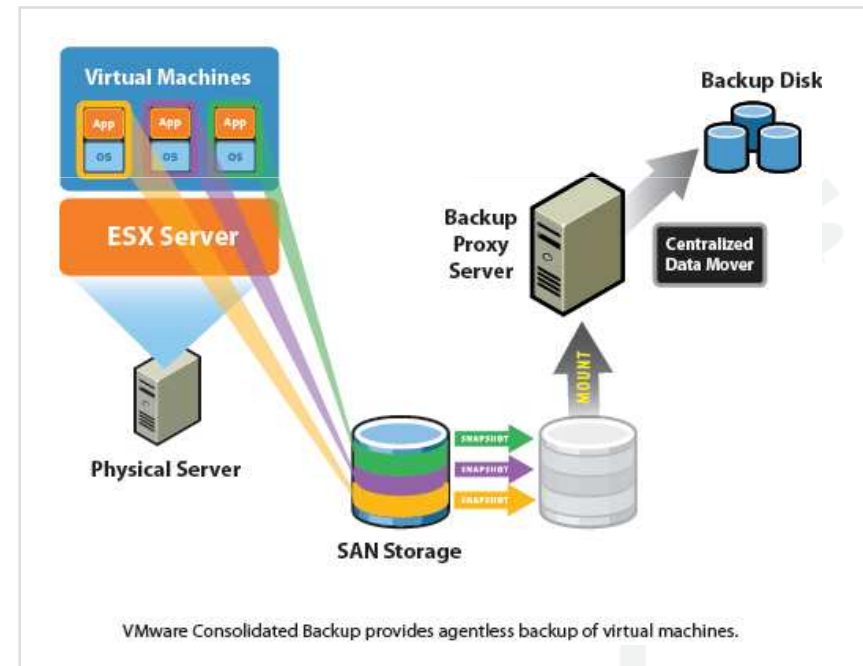 Virtual Machines
App
App
App
OS
OS
OS
ESX Server
Physical Server
SAN Storage
SNAPSHOT
SNAPSHOT
SNAPSHOT
MOUNT
Backup
Proxy
Server
Centralized
Data Mover
Backup Disk
VMware Consolidated Backup provides agentless backup of virtual machines.